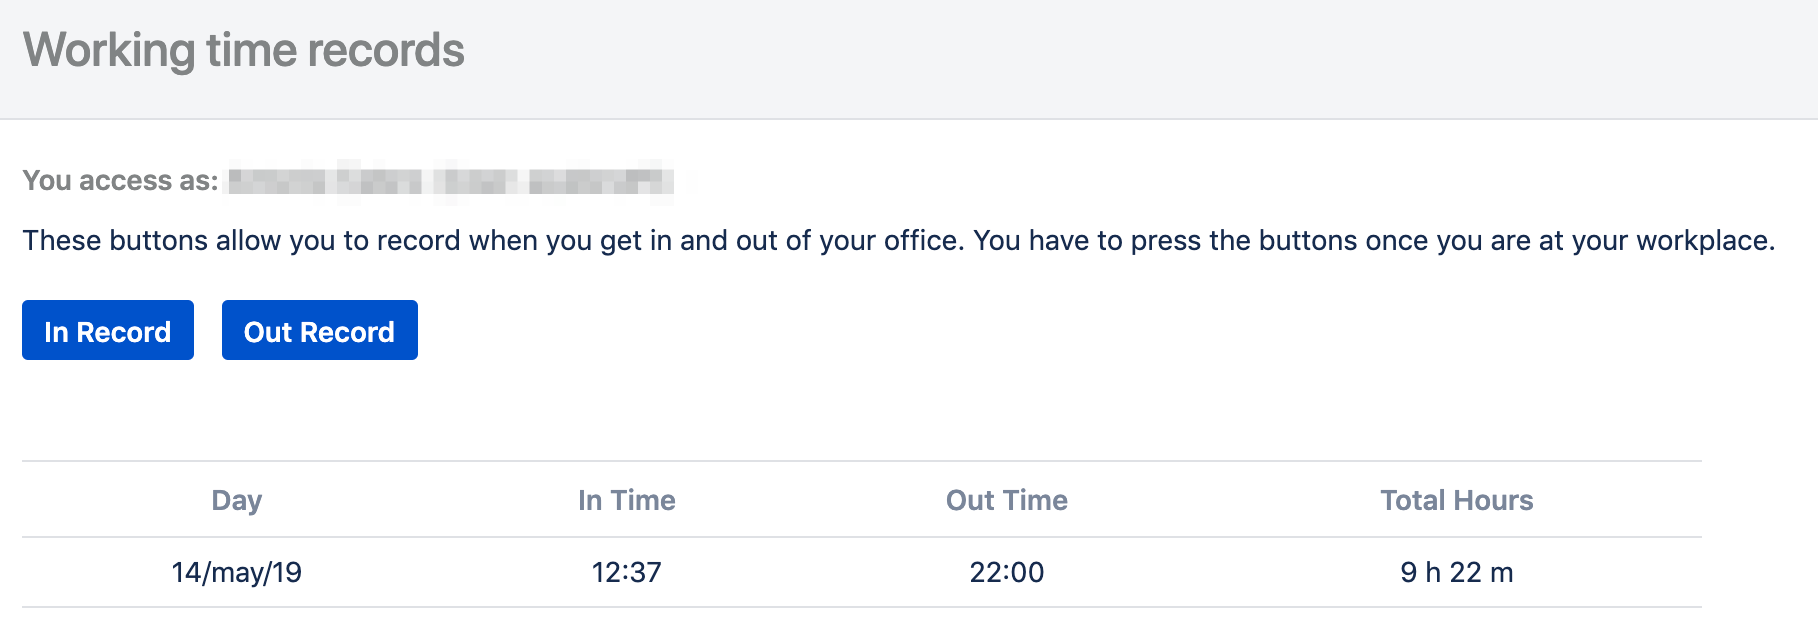 Working time records
You access as:
These buttons allow you to record when you get in and out of your office. You have to press the buttons once you are at your workplace.
In Record Out Record
Day In Time Out Time Total Hours
14/may/19 12:37 22:00 9 h 22 m